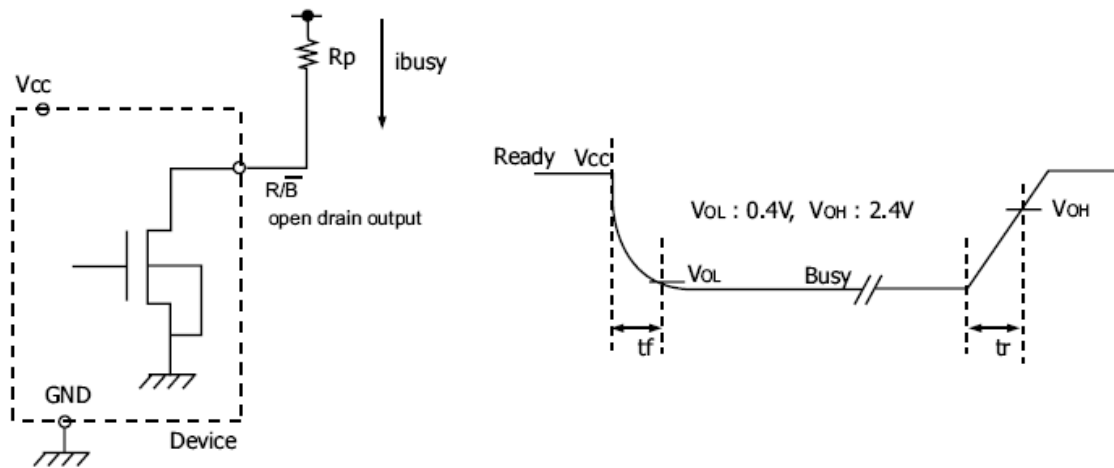 Rp
ibusy
Vcc
R/B̅
open drain output
GND
Device
Ready Vcc
VOL : 0.4V, VOH : 2.4V
VOH
VOL
Busy
tf
tr